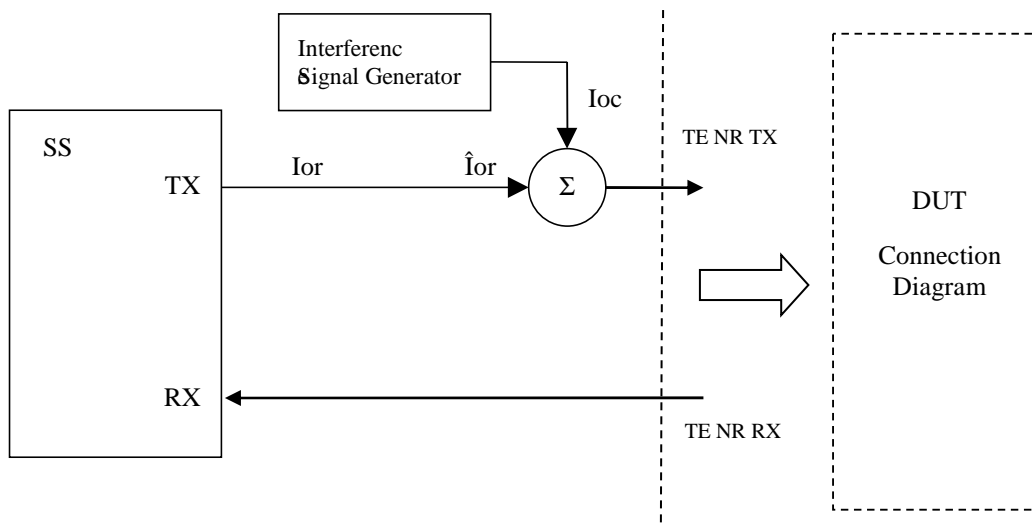 Interferenc
e
Signal Generator
Ioc
SS
TX
Ior
Îor
Σ
TE NR TX
DUT
Connection
Diagram
RX
TE NR RX